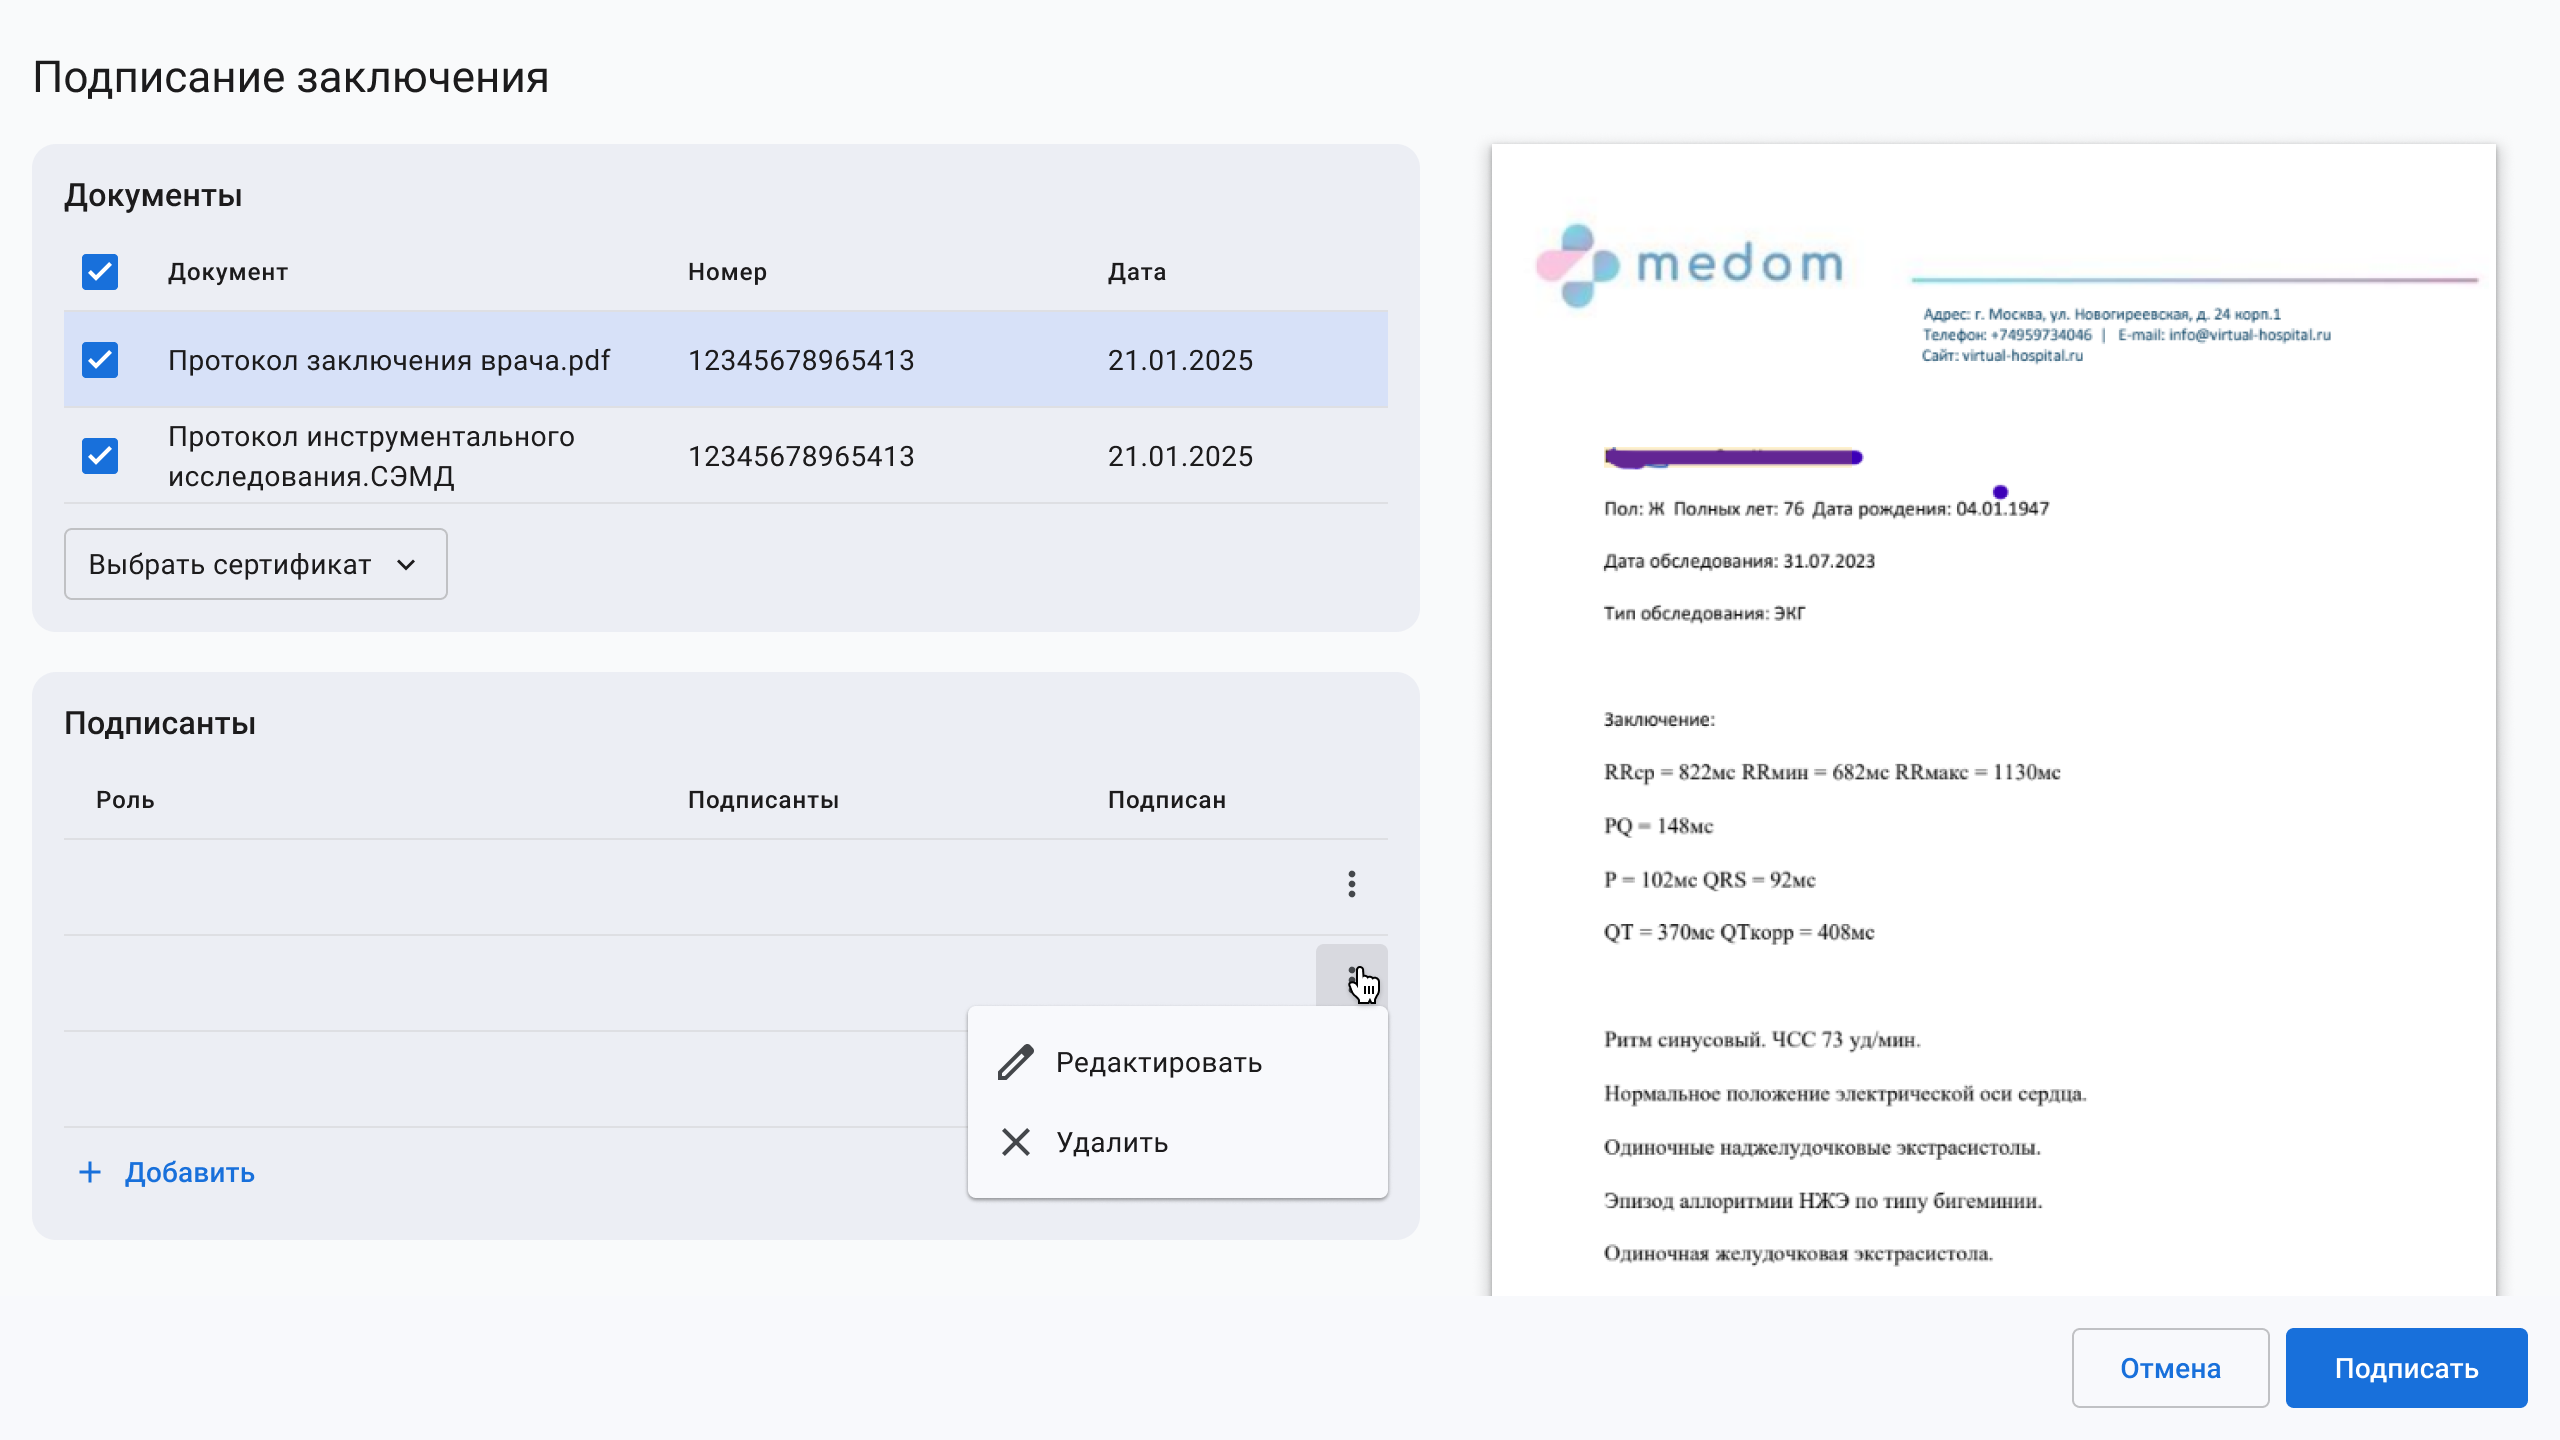 Подписание заключения
Документы
Документ Номер Дата
Протокол заключения врача.pdf 12345678965413 21.01.2025
Протокол инструментального
исследования.СЭМД 12345678965413 21.01.2025
Выбрать сертификат
Подписанты
Роль Подписанты Подписан
Редактировать
Удалить
Добавить
medom
Адрес: г. Москва, ул. Новогиреевская, д. 24 корп.1
Телефон: +74959734046 | E-mail: info@virtual-hospital.ru
Сайт: virtual-hospital.ru
Пол: Ж Полных лет: 76 Дата рождения: 04.01.1947
Дата обследования: 31.07.2023
Тип обследования: ЭКГ
Заключение:
RRср = 822мс RRмин = 682мс RRмакс = 1130мс
PQ = 148мс
P = 102мс QRS = 92мс
QT = 370мс QTкорр = 408мс
Ритм синусовый. ЧСС 73 уд/мин.
Нормальное положение электрической оси сердца.
Одиночные наджелудочковые экстрасистолы.
Эпизод аллоритмии НЖЭ по типу бигеминии.
Одиночная желудочковая экстрасистола.
Отмена Подписать